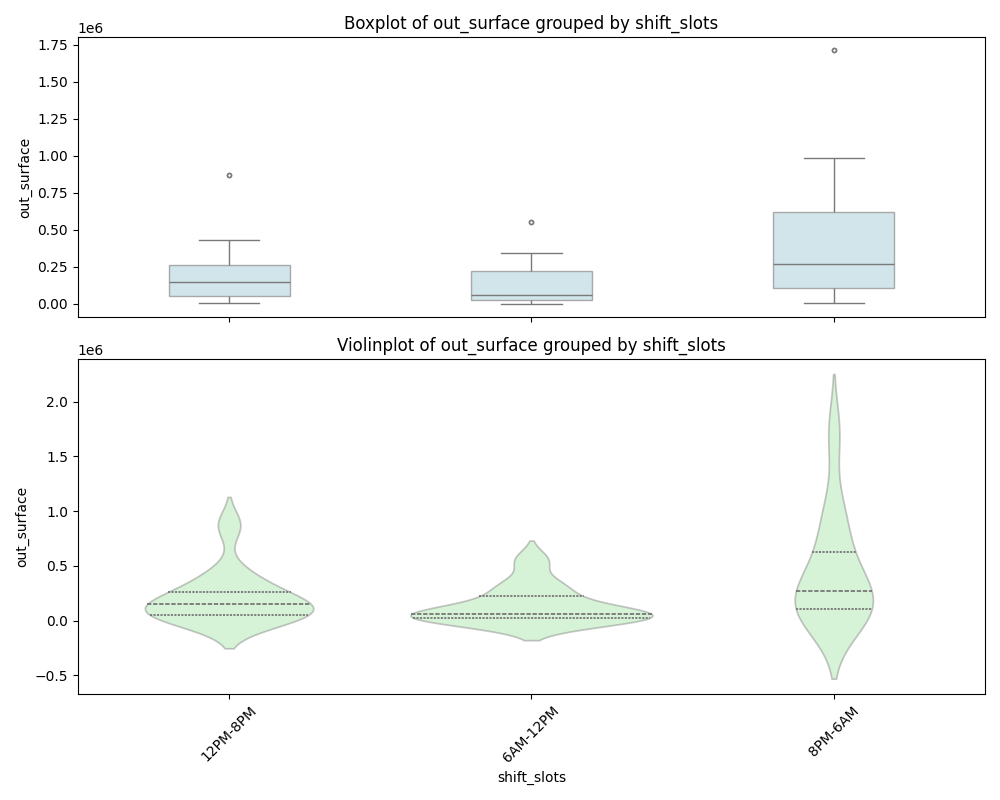 Boxplot of out_surface grouped by shift_slots
1e6
1.75
1.50
1.25
1.00
0.75
0.50
0.25
0.00
out_surface
Violinplot of out_surface grouped by shift_slots
1e6
2.0
1.5
1.0
0.5
0.0
−0.5
out_surface
12PM-8PM
6AM-12PM
8PM-6AM
shift_slots